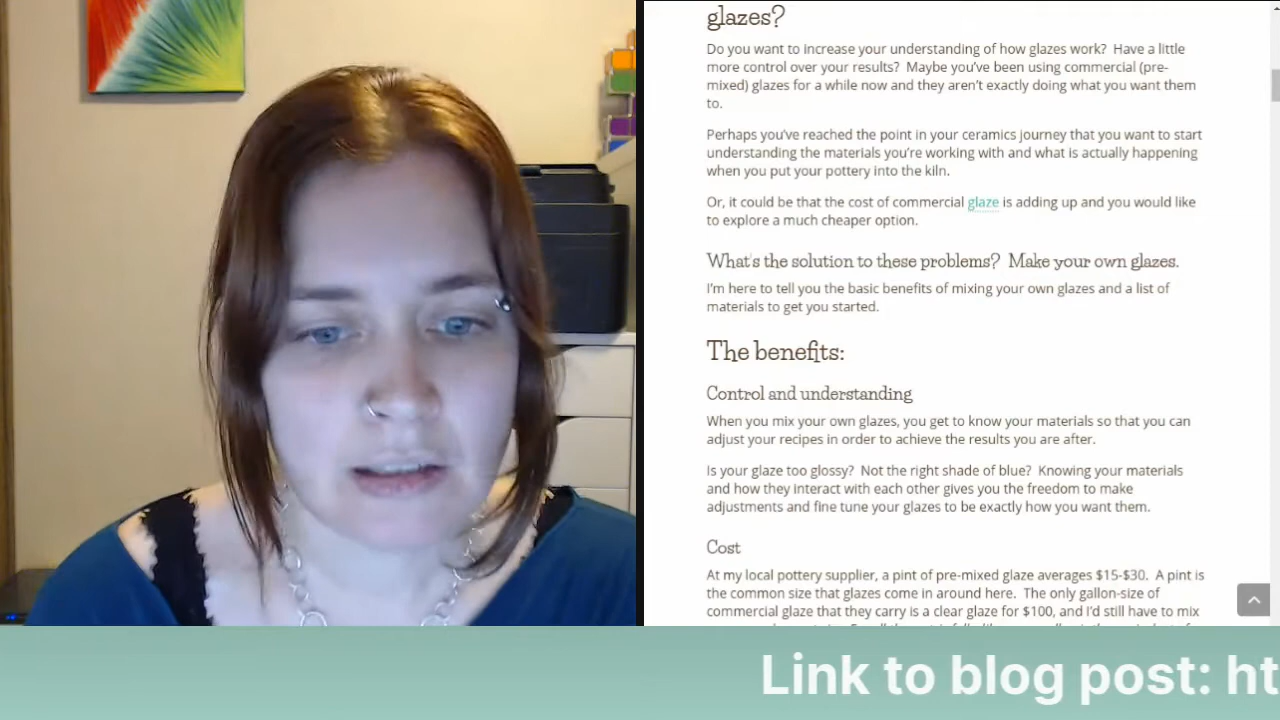 glazes?
Do you want to increase your understanding of how glazes work? Have a little
more control over your results? Maybe you've been using commercial (pre-
mixed) glazes for a while now and they aren't exactly doing what you want them
to.
Perhaps you've reached the point in your ceramics journey that you want to start
understanding the materials you're working with and what is actually happening
when you put your pottery into the kiln.
Or, it could be that the cost of commercial glaze is adding up and you would like
to explore a much cheaper option.
What's the solution to these problems? Make your own glazes.
I'm here to tell you the basic benefits of mixing your own glazes and a list of
materials to get you started.
The benefits:
Control and understanding
When you mix your own glazes, you get to know your materials so that you can
adjust your recipes in order to achieve the results you are after.
Is your glaze too glossy? Not the right shade of blue? Knowing your materials
and how they interact with each other gives you the freedom to make
adjustments and fine tune your glazes to be exactly how you want them.
Cost
At my local pottery supplier, a pint of pre-mixed glaze averages $15-$30. A pint is
the common size that glazes come in around here. The only gallon-size of
commercial glaze that they carry is a clear glaze for $100, and I'd still have to mix
Link to blog post: ht